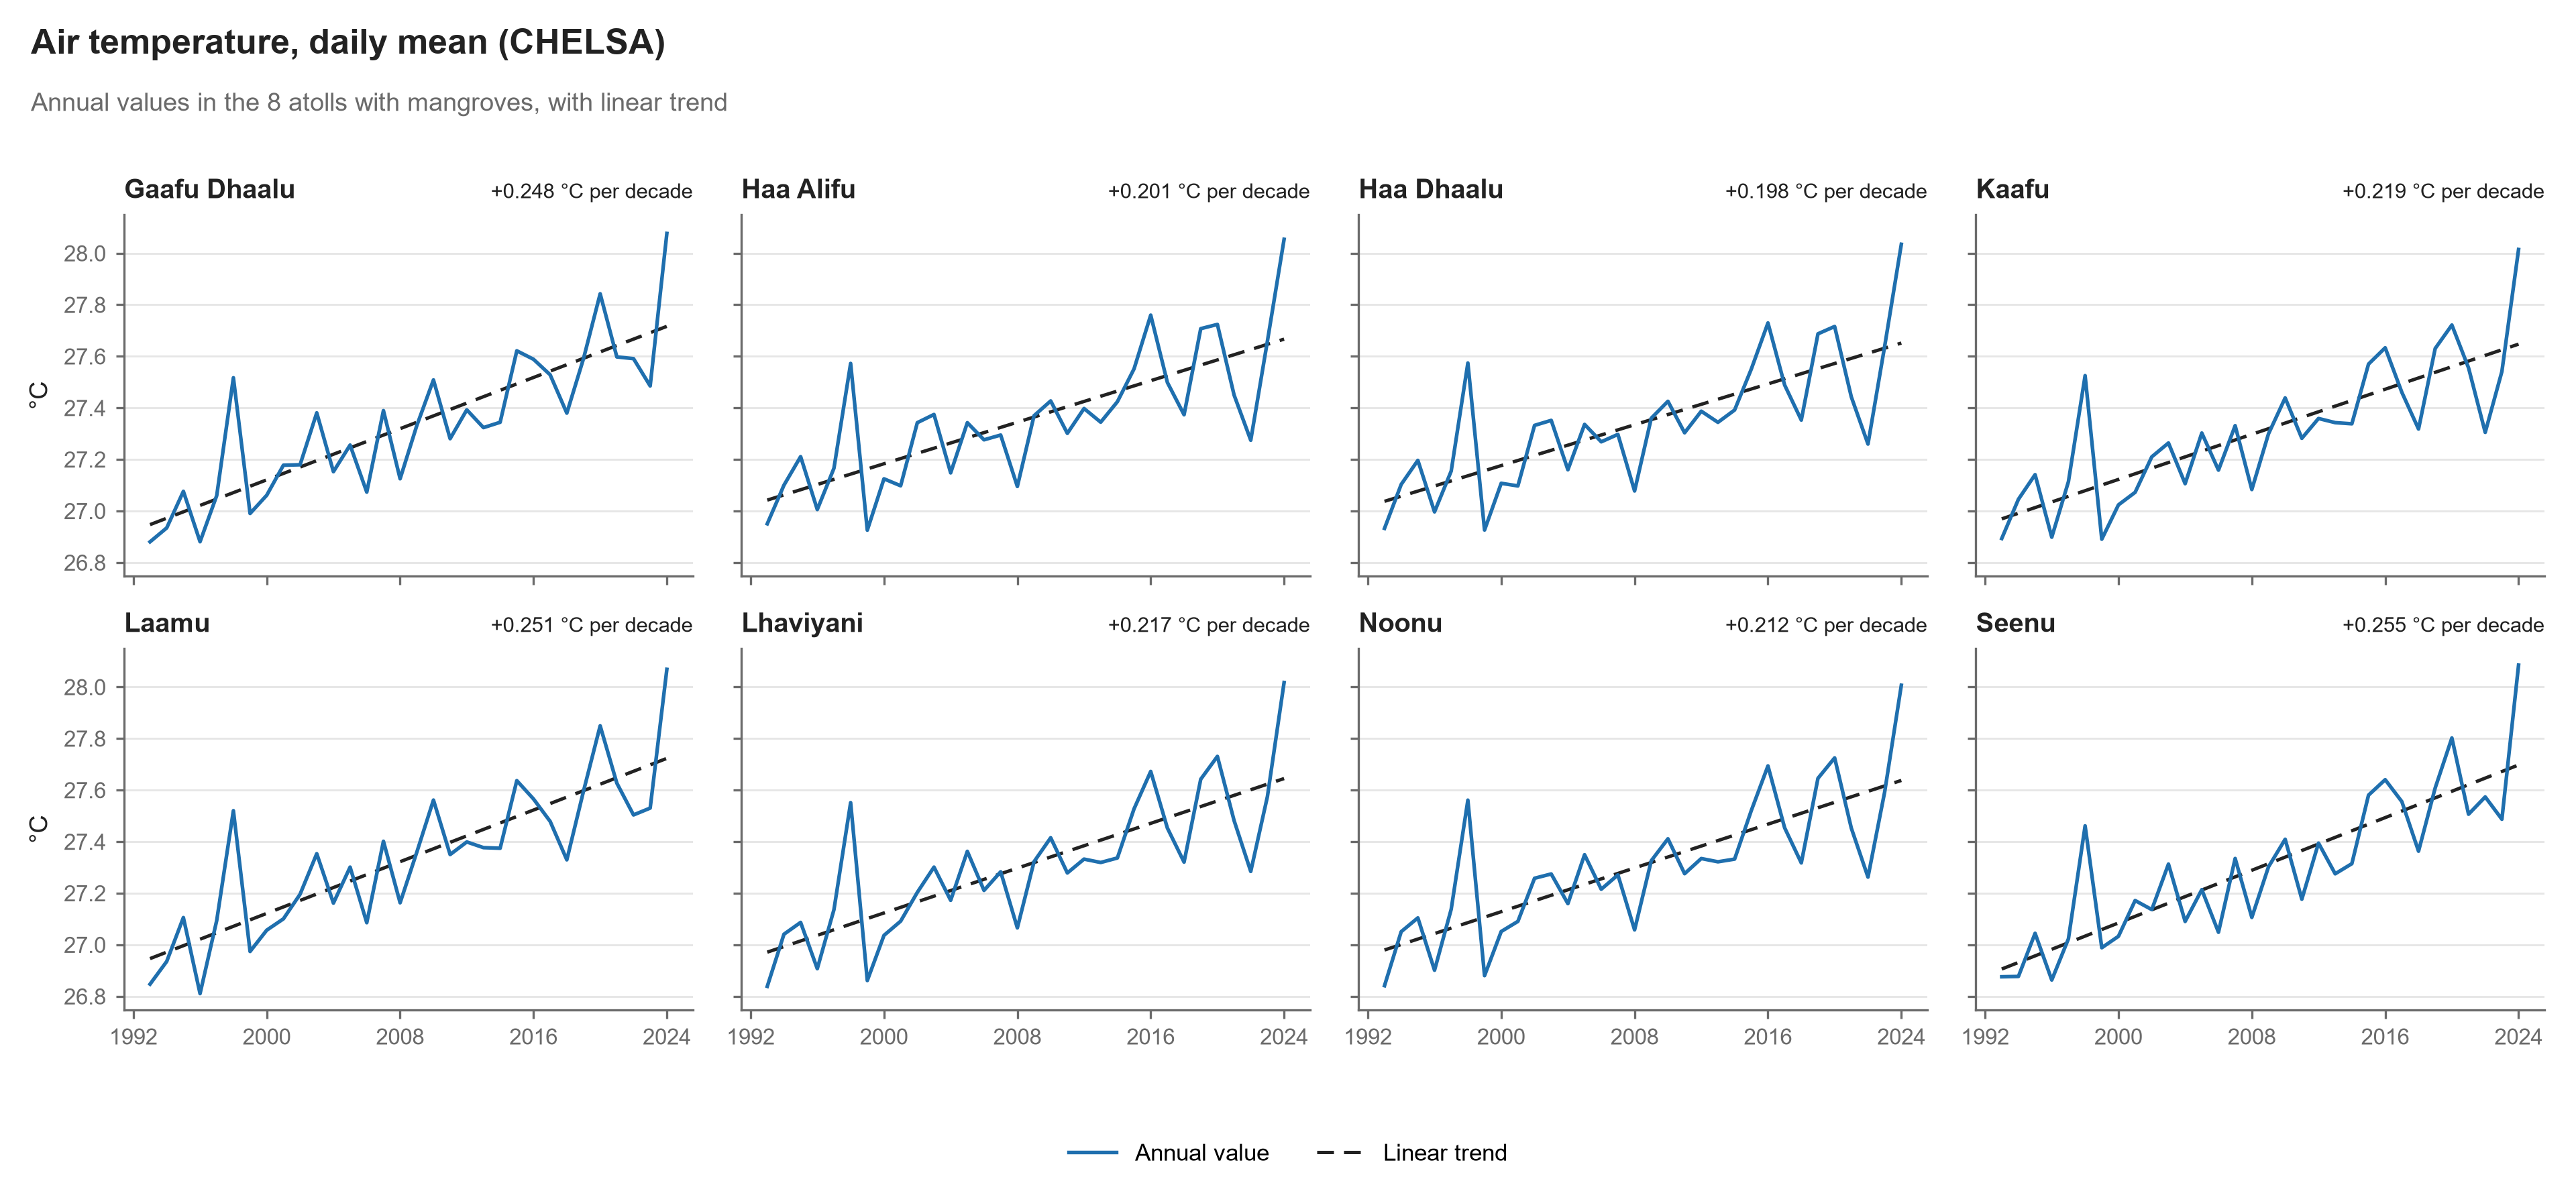 Air temperature, daily mean (CHELSA)
Annual values in the 8 atolls with mangroves, with linear trend
Gaafu Dhaalu +0.248 °C per decade
Haa Alifu +0.201 °C per decade
Haa Dhaalu +0.198 °C per decade
Kaafu +0.219 °C per decade
°C
28.0
27.8
27.6
27.4
27.2
27.0
26.8
Laamu +0.251 °C per decade
Lhaviyani +0.217 °C per decade
Noonu +0.212 °C per decade
Seenu +0.255 °C per decade
°C
28.0
27.8
27.6
27.4
27.2
27.0
26.8
1992 2000 2008 2016 2024
1992 2000 2008 2016 2024
1992 2000 2008 2016 2024
1992 2000 2008 2016 2024
Annual value Linear trend